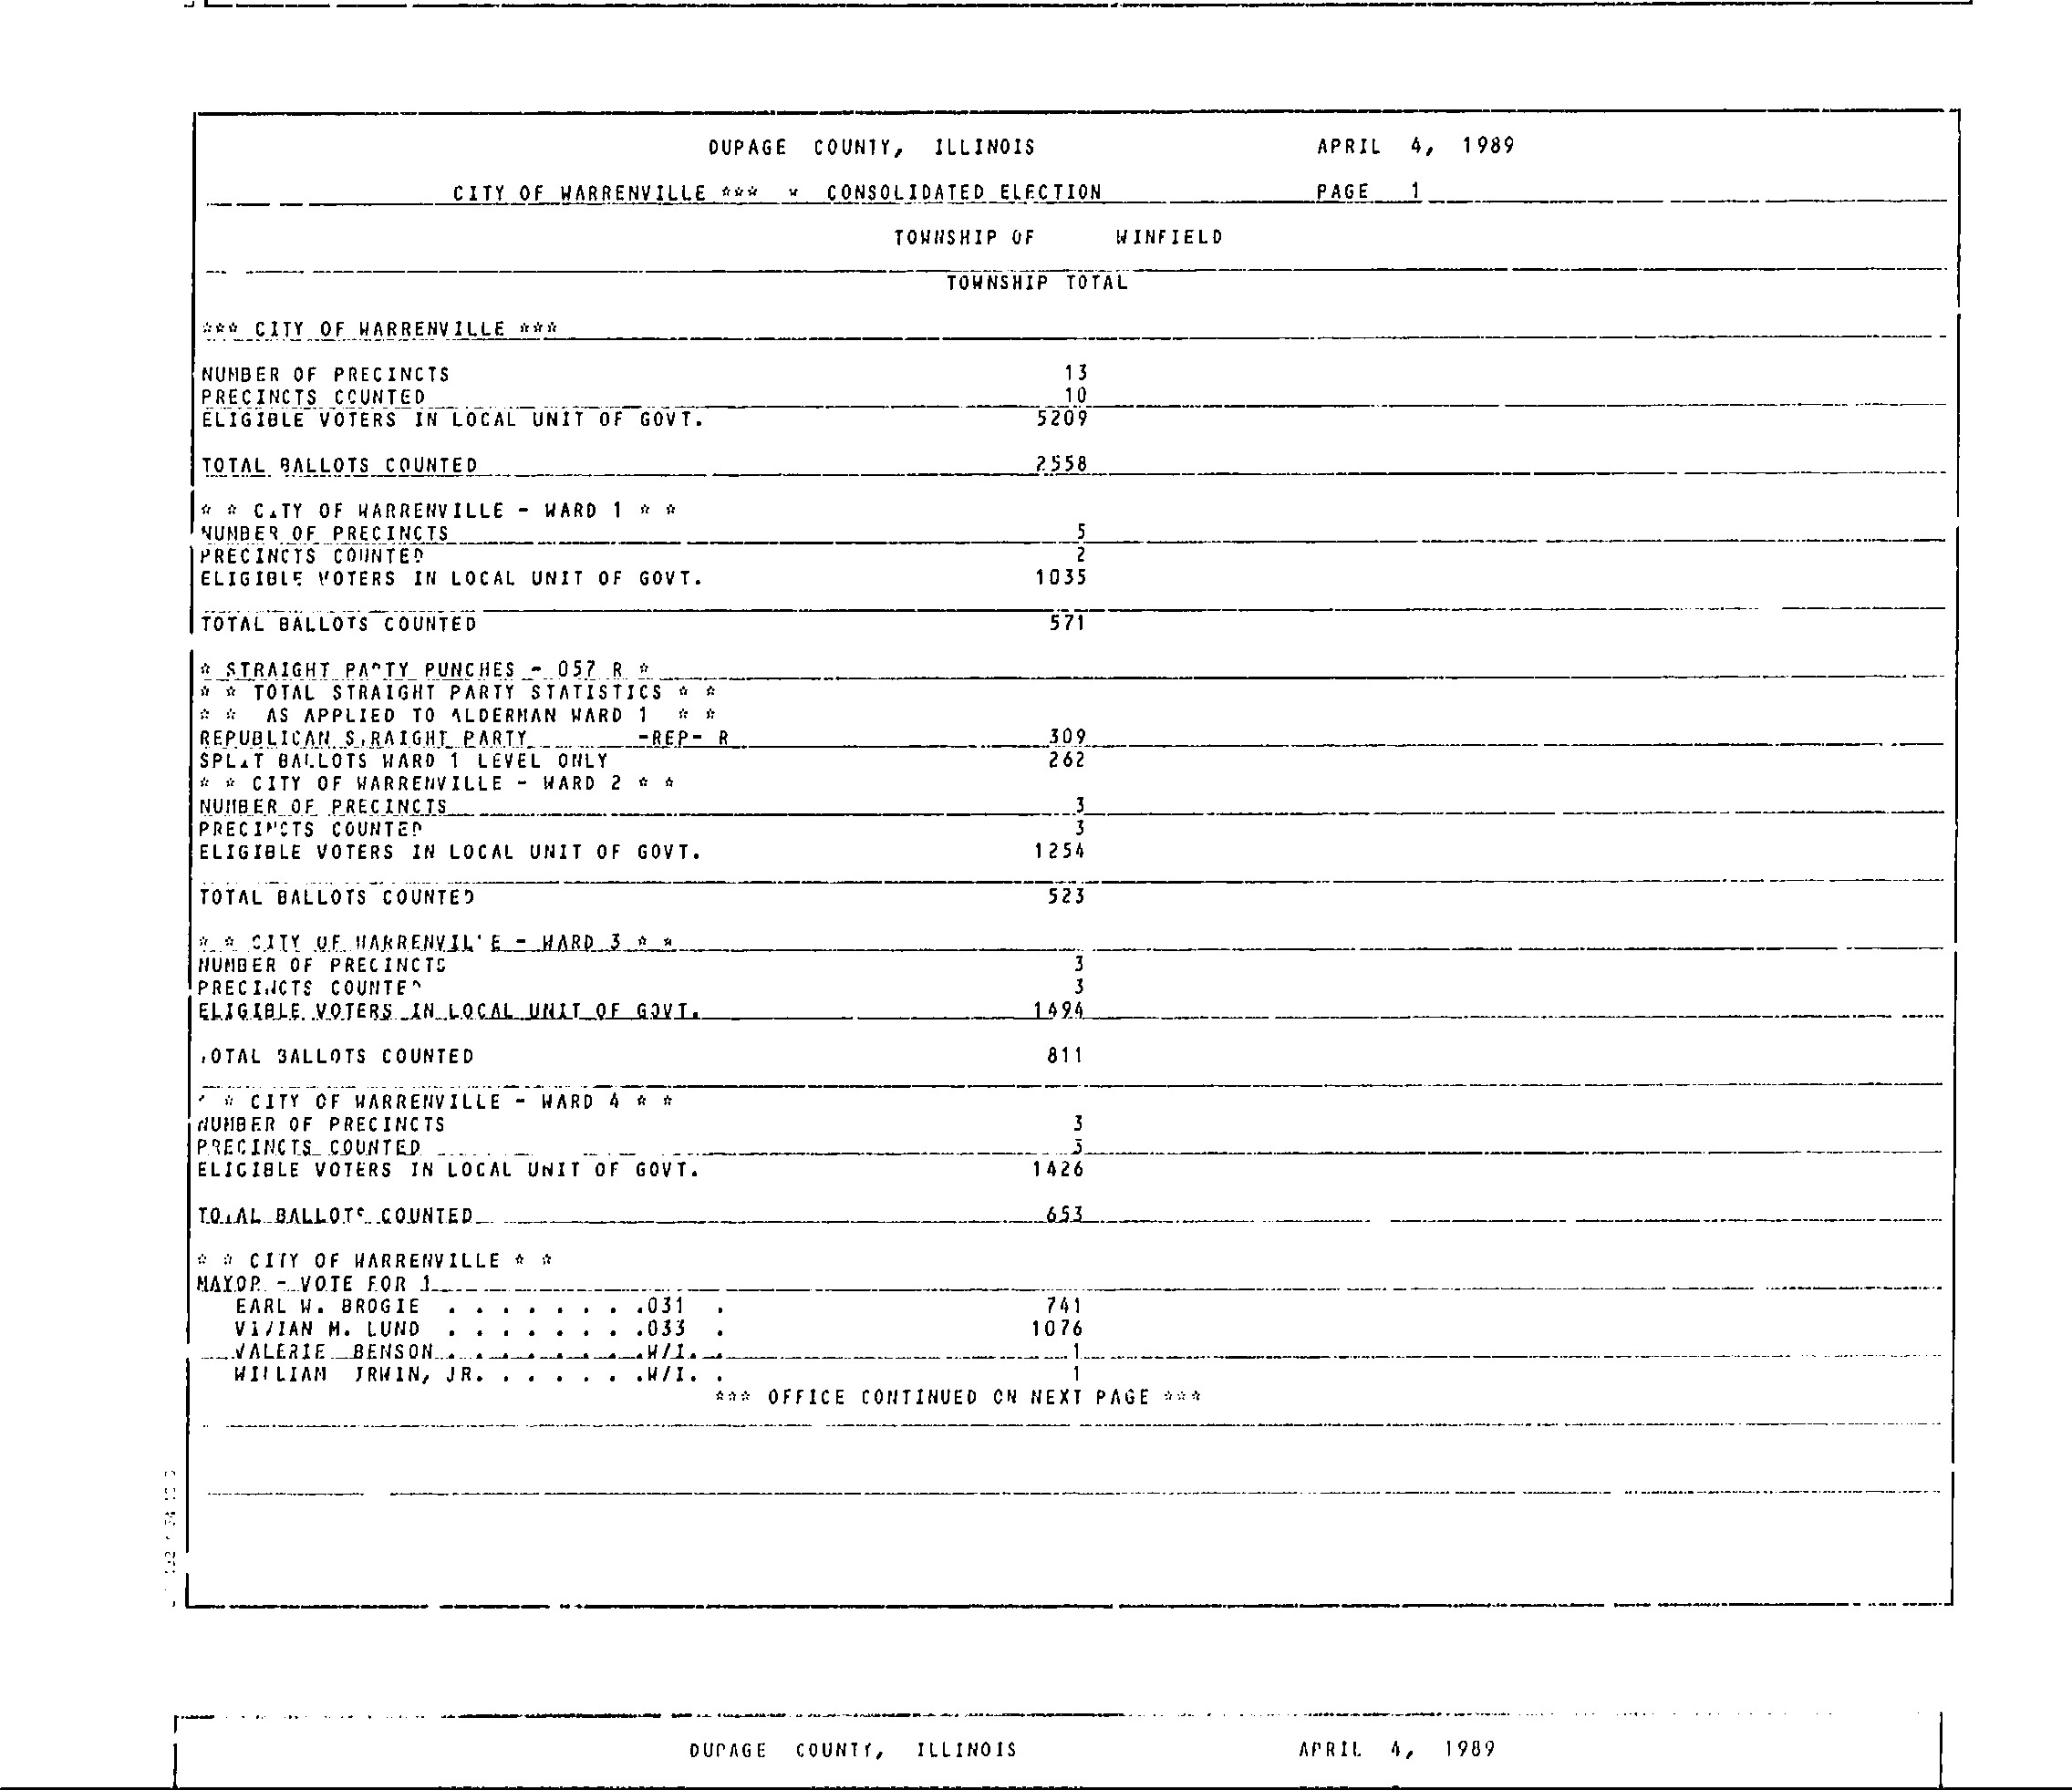 DUPAGE COUNTY, ILLINOIS APRIL 4, 1989
CITY OF WARRENVILLE *** * CONSOLIDATED ELECTION PAGE 1
TOWNSHIP OF WINFIELD
TOWNSHIP TOTAL
*** CITY OF WARRENVILLE ***
NUMBER OF PRECINCTS 13
PRECINCTS COUNTED 10
ELIGIBLE VOTERS IN LOCAL UNIT OF GOVT. 5209
TOTAL BALLOTS COUNTED 2558
* * CITY OF WARRENVILLE - WARD 1 * *
NUMBER OF PRECINCTS 5
PRECINCTS COUNTED 2
ELIGIBLE VOTERS IN LOCAL UNIT OF GOVT. 1035
TOTAL BALLOTS COUNTED 571
* STRAIGHT PARTY PUNCHES - 057 R *
* * TOTAL STRAIGHT PARTY STATISTICS * *
* * AS APPLIED TO ALDERMAN WARD 1 * *
REPUBLICAN STRAIGHT PARTY -REP- R 309
SPLIT BALLOTS WARD 1 LEVEL ONLY 262
* * CITY OF WARRENVILLE - WARD 2 * *
NUMBER OF PRECINCTS 3
PRECINCTS COUNTED 3
ELIGIBLE VOTERS IN LOCAL UNIT OF GOVT. 1254
TOTAL BALLOTS COUNTED 523
* * CITY OF WARRENVILLE - WARD 3 * *
NUMBER OF PRECINCTS 3
PRECINCTS COUNTED 3
ELIGIBLE VOTERS IN LOCAL UNIT OF GOVT. 1494
TOTAL BALLOTS COUNTED 811
* * CITY OF WARRENVILLE - WARD 4 * *
NUMBER OF PRECINCTS 3
PRECINCTS COUNTED 3
ELIGIBLE VOTERS IN LOCAL UNIT OF GOVT. 1426
TOTAL BALLOTS COUNTED 653
* * CITY OF WARRENVILLE * *
MAYOR - VOTE FOR 1
EARL W. BROGIE . . . . . . . .031 . 741
VIVIAN M. LUND . . . . . . . .033 . 1076
VALERIE BENSON . . . . . . . .W/I. . 1
WILLIAM IRWIN, JR. . . . . . .W/I. . 1
*** OFFICE CONTINUED ON NEXT PAGE ***
DUPAGE COUNTY, ILLINOIS APRIL 4, 1989